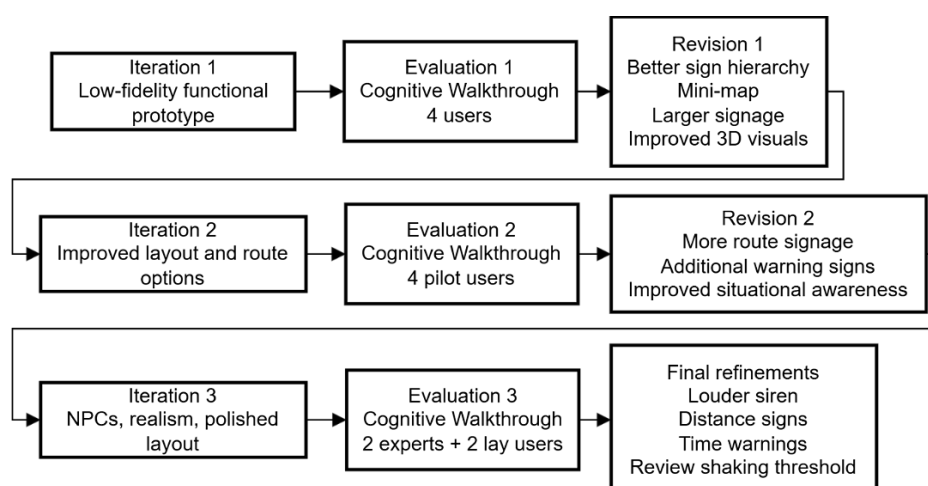 Iteration 1
Low-fidelity functional
prototype
Evaluation 1
Cognitive Walkthrough
4 users
Revision 1
Better sign hierarchy
Mini-map
Larger signage
Improved 3D visuals
Iteration 2
Improved layout and route
options
Evaluation 2
Cognitive Walkthrough
4 pilot users
Revision 2
More route signage
Additional warning signs
Improved situational awareness
Iteration 3
NPCs, realism, polished
layout
Evaluation 3
Cognitive Walkthrough
2 experts + 2 lay users
Final refinements
Louder siren
Distance signs
Time warnings
Review shaking threshold